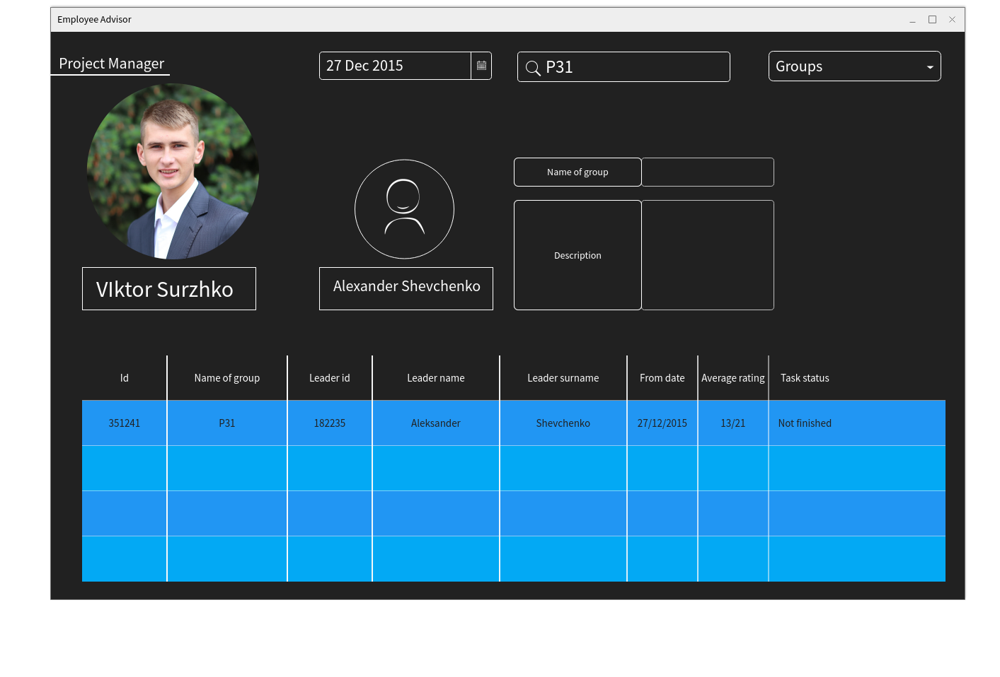 Employee Advisor
Project Manager
27 Dec 2015
P31
Groups
Name of group
Description
VIktor Surzhko
Alexander Shevchenko
Id Name of group Leader id Leader name Leader surname From date Average rating Task status
351241 P31 182235 Aleksander Shevchenko 27/12/2015 13/21 Not finished